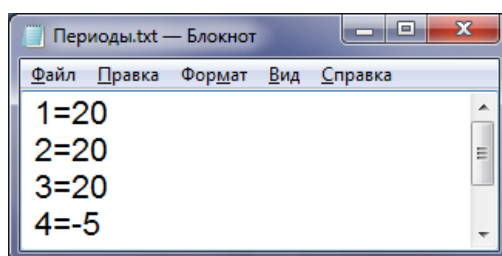 Периоды.txt — Блокнот
Файл Правка Формат Вид Справка
1=20
2=20
3=20
4=-5